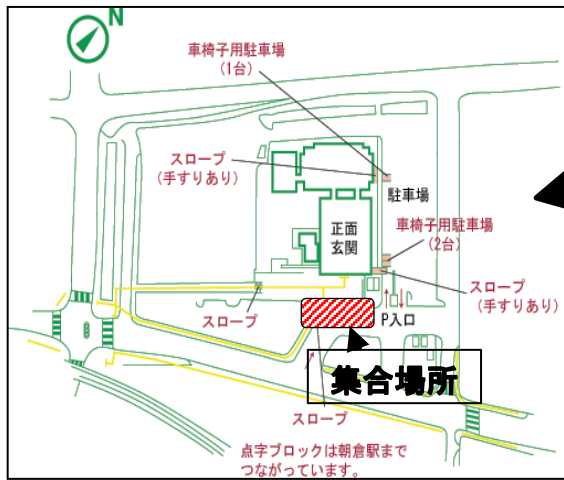 N
車椅子用駐車場
(1台)
スロープ
(手すりあり)
駐車場
正面
玄関
車椅子用駐車場
(2台)
スロープ
(手すりあり)
スロープ
P入口
集合場所
スロープ
点字ブロックは朝倉駅まで
つながっています。